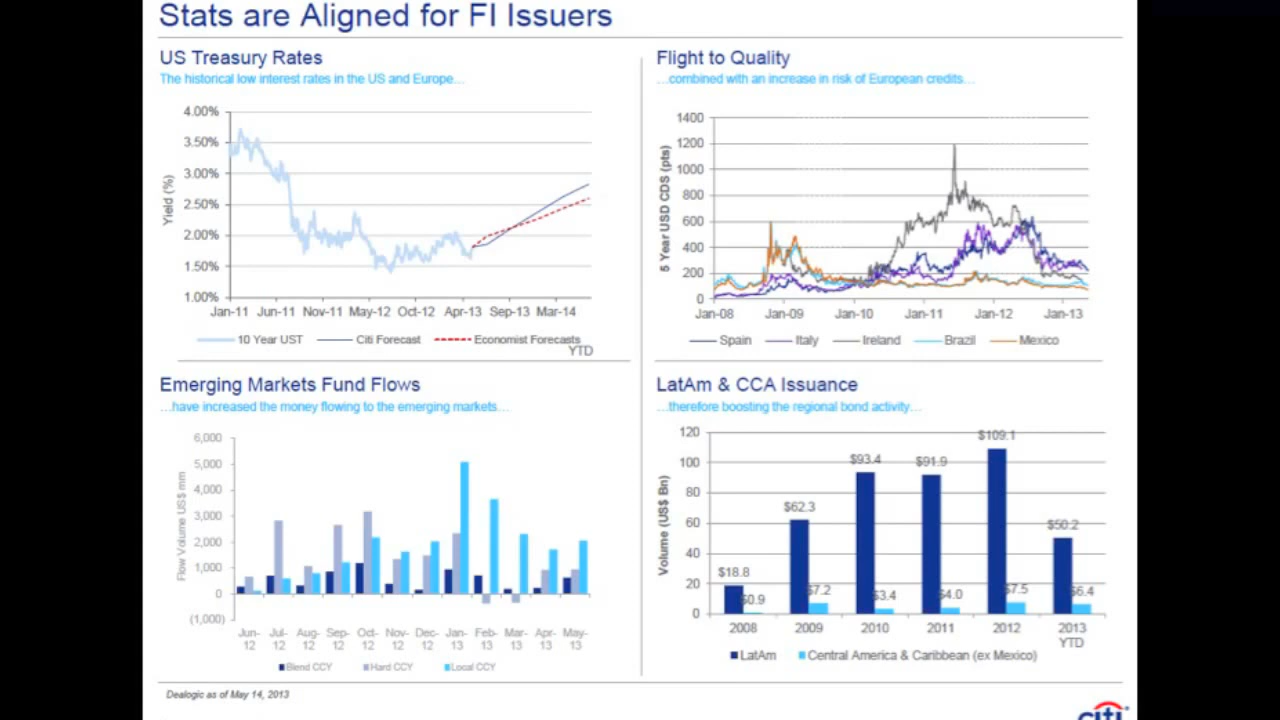 Stats are Aligned for FI Issuers
US Treasury Rates
The historical low interest rates in the US and Europe…
4.00%
3.50%
3.00%
2.50%
2.00%
1.50%
1.00%
Yield (%)
Jan-11 Jun-11 Nov-11 May-12 Oct-12 Apr-13 Sep-13 Mar-14
10 Year UST Citi Forecast Economist Forecasts
YTD
Flight to Quality
…combined with an increase in risk of European credits…
1400
1200
1000
800
600
400
200
0
5 Year USD CDS (pts)
Jan-08 Jan-09 Jan-10 Jan-11 Jan-12 Jan-13
Spain Italy Ireland Brazil Mexico
Emerging Markets Fund Flows
…have increased the money flowing to the emerging markets…
6,000
5,000
4,000
3,000
2,000
1,000
0
(1,000)
Flow Volume US$ mm
Jun- Jul- Aug- Sep- Oct- Nov- Dec- Jan- Feb- Mar- Apr- May-
12 12 12 12 12 12 12 13 13 13 13 13
Blend CCY Hard CCY Local CCY
LatAm & CCA Issuance
…therefore boosting the regional bond activity…
120
100
80
60
40
20
0
Volume (US$ Bn)
$18.8 $62.3 $93.4 $91.9 $109.1 $50.2
$0.9 $7.2 $3.4 $4.0 $7.5 $6.4
2008 2009 2010 2011 2012 2013
YTD
LatAm Central America & Caribbean (ex Mexico)
Dealogic as of May 14, 2013
citi